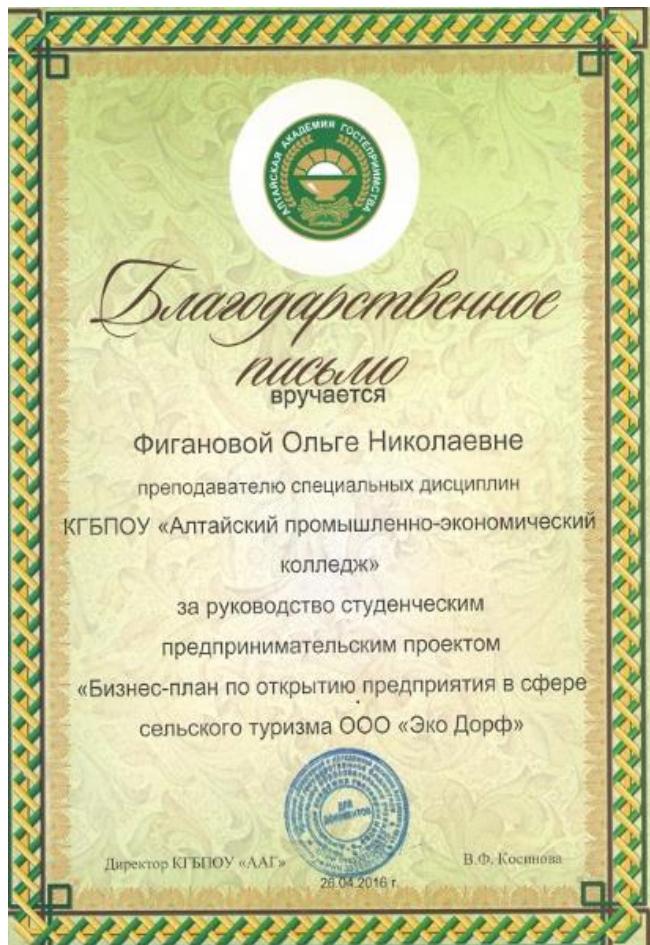 АЛТАЙСКАЯ АКАДЕМИЯ ГОСТЕПРИИМСТВА
Благодарственное
письмо
вручается
Фигановой Ольге Николаевне
преподавателю специальных дисциплин
КГБПОУ «Алтайский промышленно-экономический
колледж»
за руководство студенческим
предпринимательским проектом
«Бизнес-план по открытию предприятия в сфере
сельского туризма ООО «Эко Дорф»
ДЛЯ
ДОКУМЕНТОВ
Директор КГБПОУ «ААГ»
В.Ф. Косинова
26.04.2016 г.